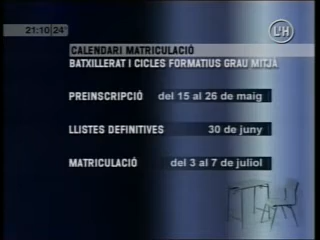 21:10 24°
L'H
CALENDARI MATRICULACIÓ
BATXILLERAT I CICLES FORMATIUS GRAU MITJÀ
PREINSCRIPCIÓ del 15 al 26 de maig
LLISTES DEFINITIVES 30 de juny
MATRICULACIÓ del 3 al 7 de juliol